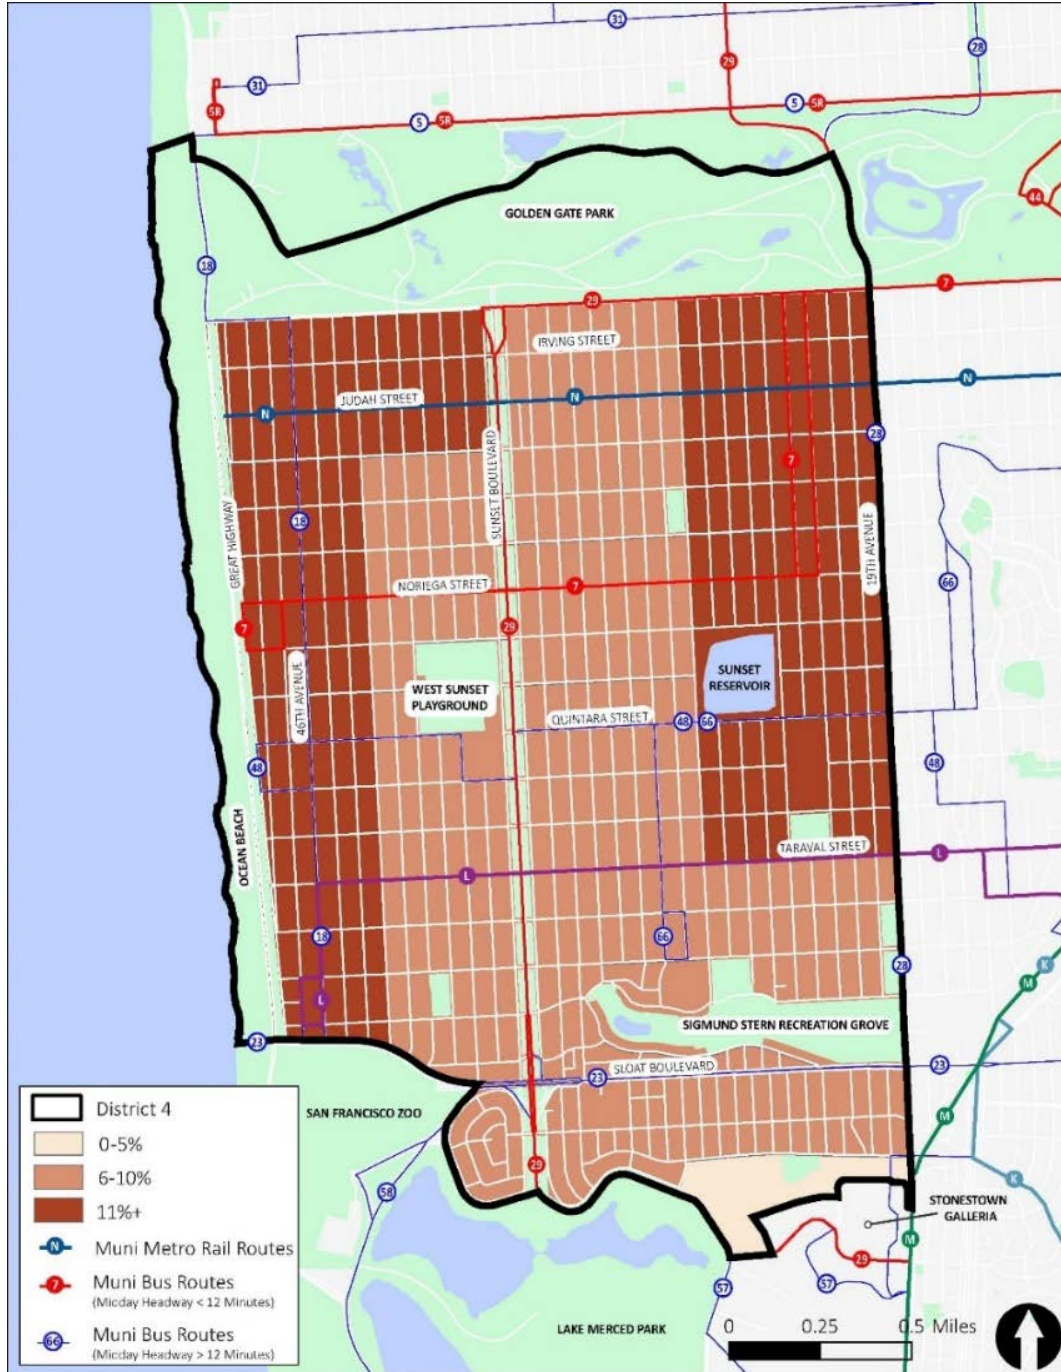 31
28
29
5R
5
5R
5
44
GOLDEN GATE PARK
18
7
29
IRVING STREET
N
N
JUDAH STREET
N
28
SUNSET BOULEVARD
7
18
GREAT HIGHWAY
19TH AVENUE
66
NORIEGA STREET
7
7
29
46TH AVENUE
WEST SUNSET
PLAYGROUND
SUNSET
RESERVOIR
QUINTARA STREET
48
66
48
48
OCEAN BEACH
TARAVAL STREET
L
L
18
66
28
K
M
L
SIGMUND STERN RECREATION GROVE
23
SLOAT BOULEVARD
23
23
SAN FRANCISCO ZOO
M
29
K
58
STONESTOWN
GALLERIA
M
29
57
57
LAKE MERCED PARK
0
0.25
0.5 Miles
District 4
0-5%
6-10%
11%+
N
Muni Metro Rail Routes
7
Muni Bus Routes
(Midday Headway < 12 Minutes)
66
Muni Bus Routes
(Midday Headway > 12 Minutes)
31